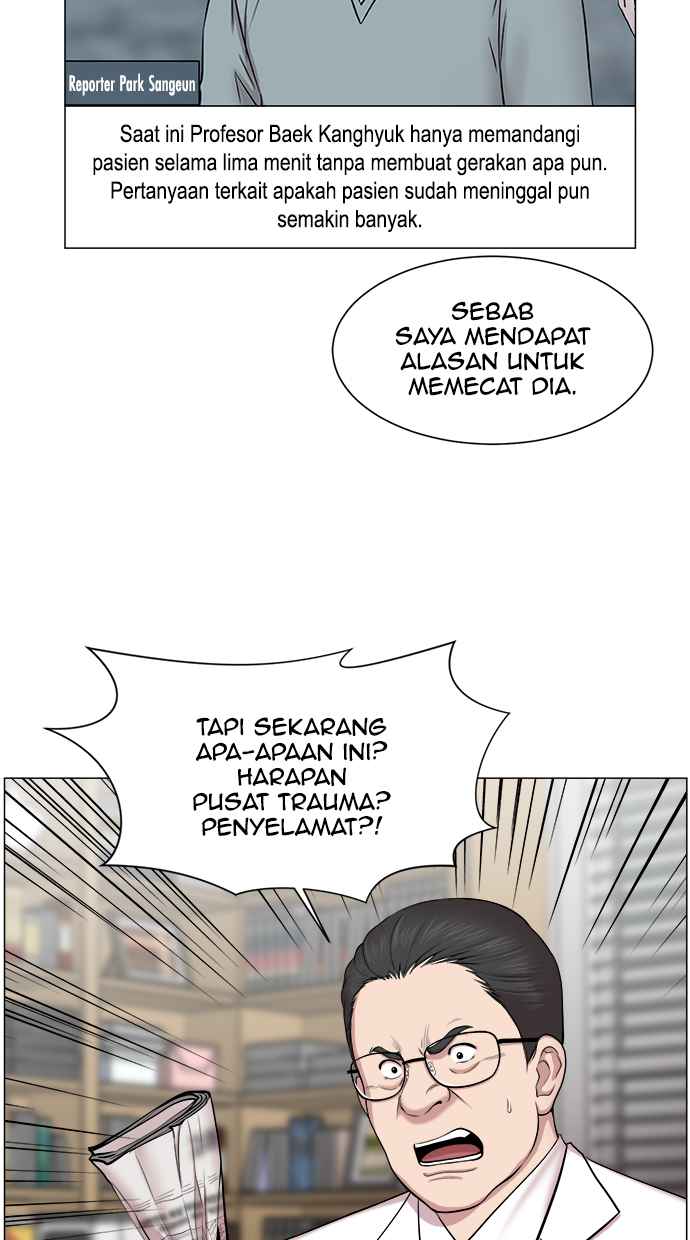 Reporter Park Sangeun
Saat ini Profesor Baek Kanghyuk hanya memandangi
pasien selama lima menit tanpa membuat gerakan apa pun.
Pertanyaan terkait apakah pasien sudah meninggal pun
semakin banyak.
SEBAB
SAYA MENDAPAT
ALASAN UNTUK
MEMECAT DIA.
TAPI SEKARANG
APA-APAAN INI?
HARAPAN
PUSAT TRAUMA?
PENYELAMAT?!